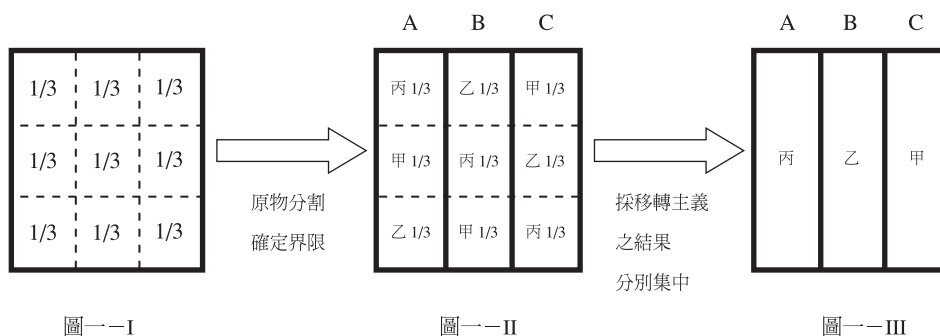 A B C
A B C
1/3 1/3 1/3
1/3 1/3 1/3
1/3 1/3 1/3
原物分割
確定界限
丙 1/3 乙 1/3 甲 1/3
甲 1/3 丙 1/3 乙 1/3
乙 1/3 甲 1/3 丙 1/3
採移轉主義
之結果
分別集中
丙 乙 甲
圖一－I
圖一－II
圖一－III